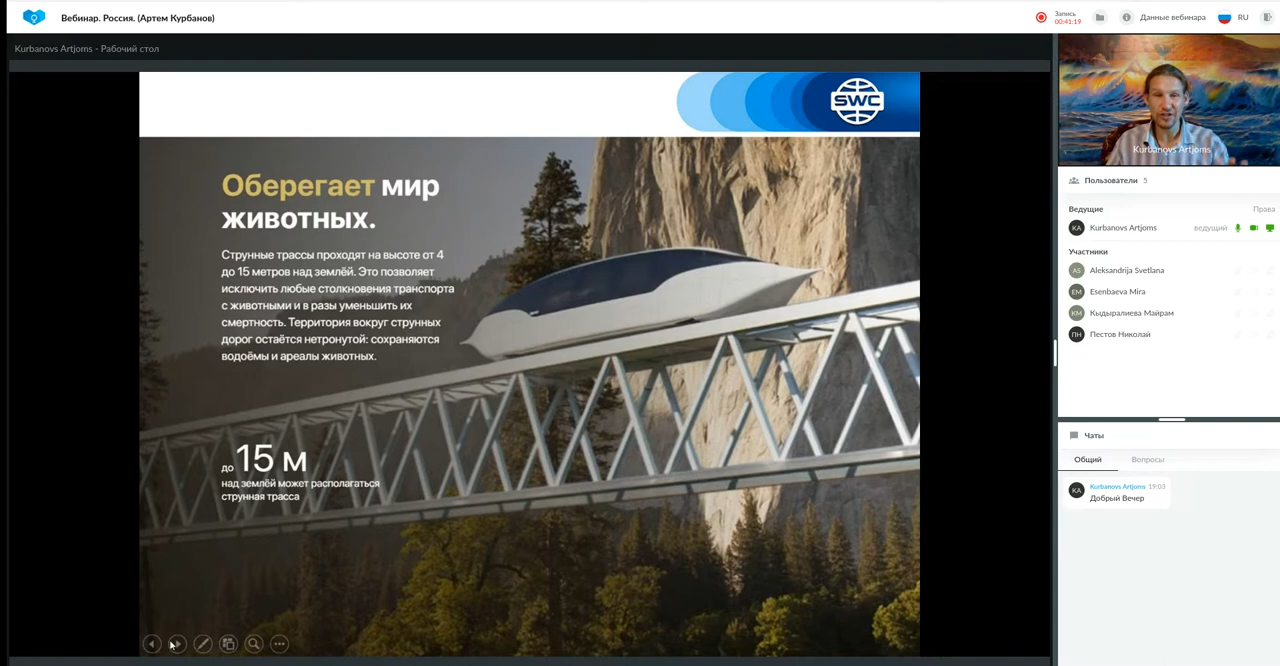 Вебинар. Россия. (Артем Курбанов)
Запись
00:41:19
Данные вебинара
RU
Kurbanovs Artjoms - Рабочий стол
SWC
Оберегает мир
животных.
Струнные трассы проходят на высоте от 4
до 15 метров над землёй. Это позволяет
исключить любые столкновения транспорта
с животными и в разы уменьшить их
смертность. Территория вокруг струнных
дорог остаётся нетронутой: сохраняются
водоёмы и ареалы животных.
до 15 м
над землёй может располагаться
струнная трасса
Kurbanovs Artjoms
Пользователи 5
Ведущие Права
KA Kurbanovs Artjoms ведущий
Участники
AS Aleksandrija Svetlana
EM Esenbaeva Mira
КМ Кыдыралиева Майрам
ПН Пестов Николай
Чаты
Общий Вопросы
KA Kurbanovs Artjoms 19:03
Добрый Вечер